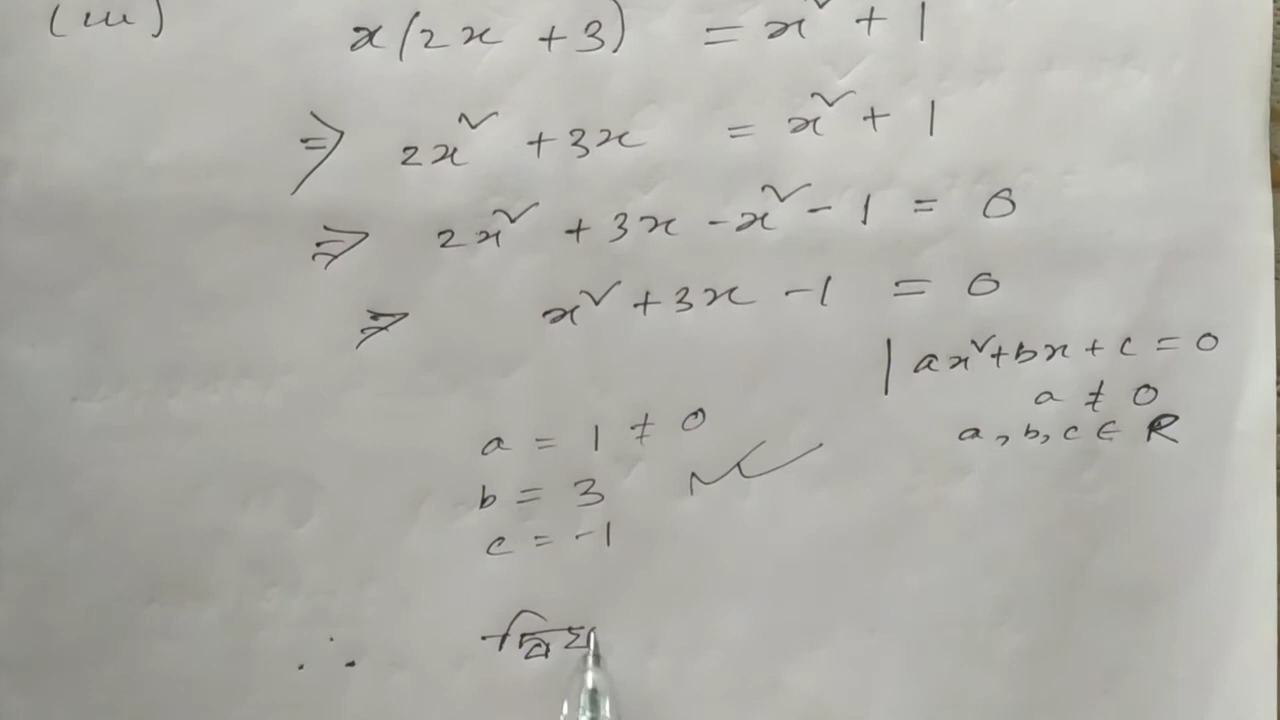 (iii) x(2x + 3) = x² + 1
⇒ 2x² + 3x = x² + 1
⇒ 2x² + 3x - x² - 1 = 0
⇒ x² + 3x - 1 = 0
| ax² + bx + c = 0
a ≠ 0
a, b, c ∈ R
a = 1 ≠ 0
b = 3
c = -1
∴